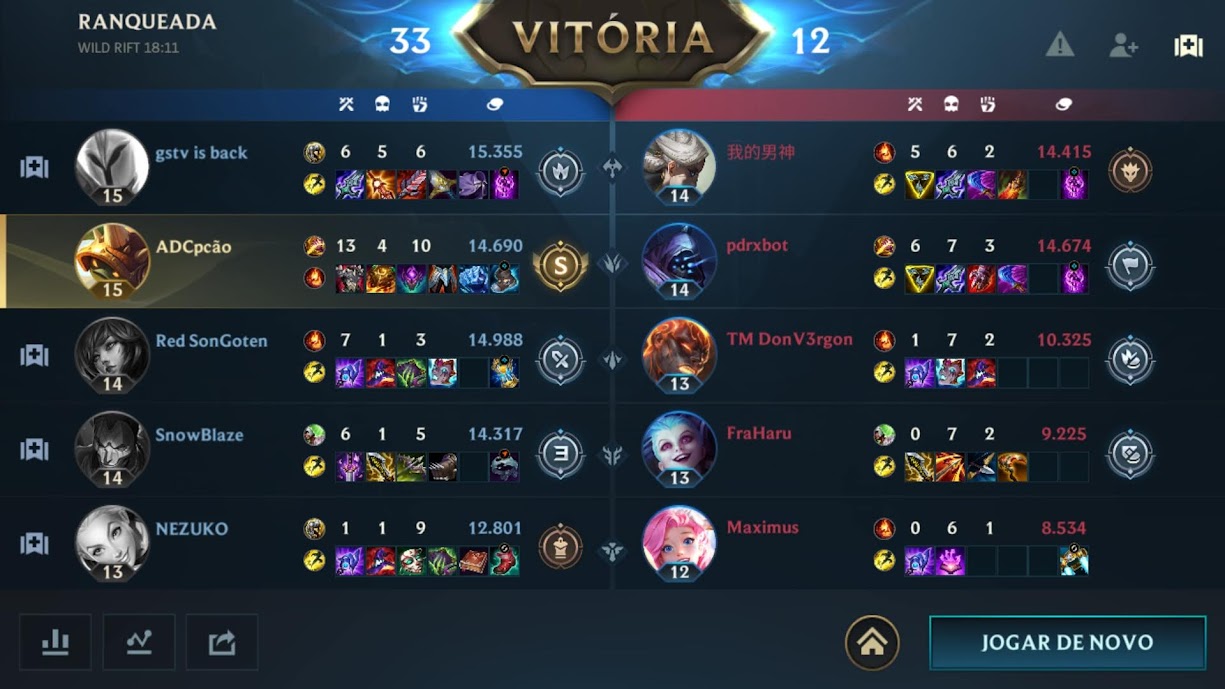 RANQUEADA
WILD RIFT 18:11
33 VITÓRIA 12
gstv is back 6 5 6 15.355
15
我的男神 5 6 2 14.415
14
ADCpcão 13 4 10 14.690 S
15
pdrxbot 6 7 3 14.674
14
Red SonGoten 7 1 3 14.988
14
TM DonV3rgon 1 7 2 10.325
13
SnowBlaze 6 1 5 14.317
14
FraHaru 0 7 2 9.225
13
NEZUKO 1 1 9 12.801
13
Maximus 0 6 1 8.534
12
JOGAR DE NOVO